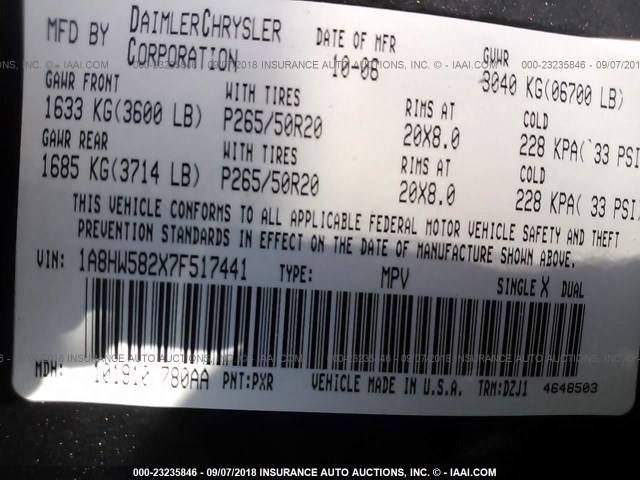 MFD BY DAIMLERCHRYSLER CORPORATION DATE OF MFR 10-06 GVWR 3040 KG(06700 LB)
GAWR FRONT WITH TIRES RIMS AT COLD
1633 KG(3600 LB) P265/50R20 20X8.0 228 KPA( 33 PSI
GAWR REAR WITH TIRES RIMS AT COLD
1685 KG(3714 LB) P265/50R20 20X8.0 228 KPA( 33 PSI
THIS VEHICLE CONFORMS TO ALL APPLICABLE FEDERAL MOTOR VEHICLE SAFETY AND THEFT
PREVENTION STANDARDS IN EFFECT ON THE DATE OF MANUFACTURE SHOWN ABOVE.
VIN: 1A8HW582X7F517441 TYPE: MPV SINGLE X DUAL
MDH: 101910 780AA PNT:PXR VEHICLE MADE IN U.S.A. TRM:DZJ1 4648503
000-23235846 - 09/07/2018 INSURANCE AUTO AUCTIONS, INC. - IAAI.COM